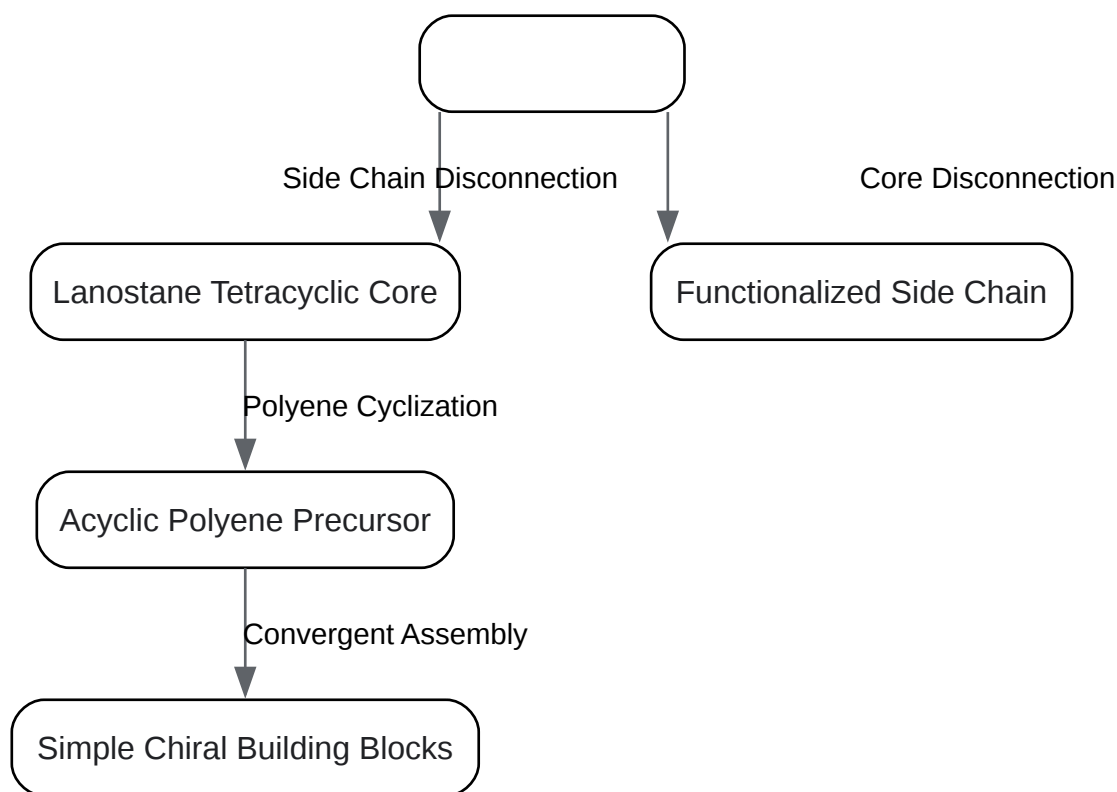 Side Chain Disconnection
Core Disconnection
Lanostane Tetracyclic Core
Functionalized Side Chain
Polyene Cyclization
Acyclic Polyene Precursor
Convergent Assembly
Simple Chiral Building Blocks